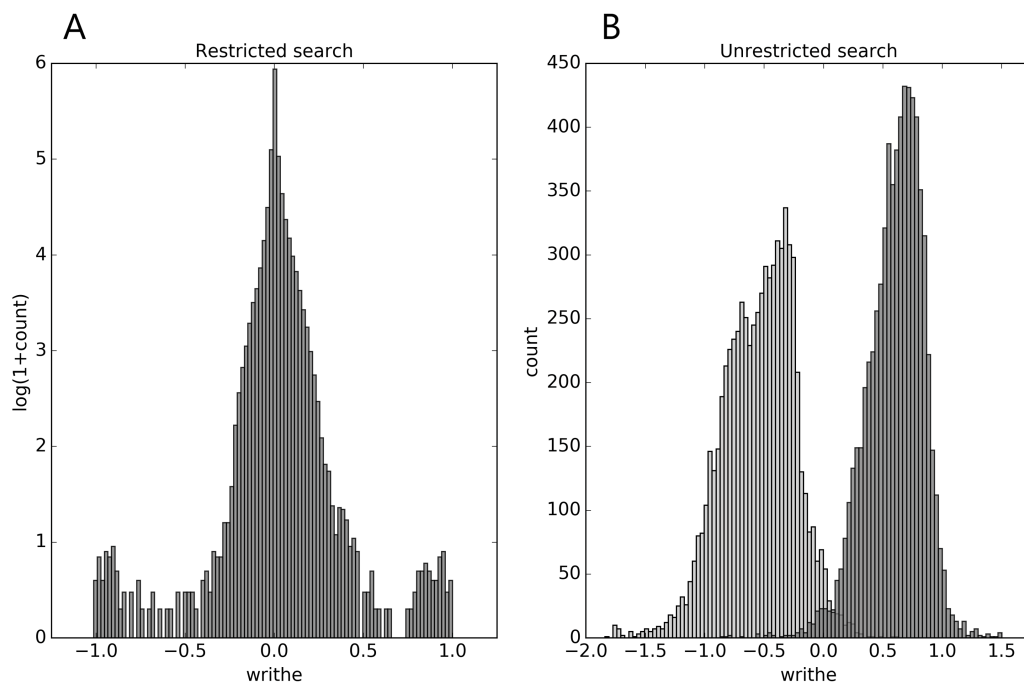 A
Restricted search
6
5
4
3
2
1
0
log(1+count)
−1.0 −0.5 0.0 0.5 1.0
writhe
B
Unrestricted search
450
400
350
300
250
200
150
100
50
0
count
−2.0 −1.5 −1.0 −0.5 0.0 0.5 1.0 1.5
writhe